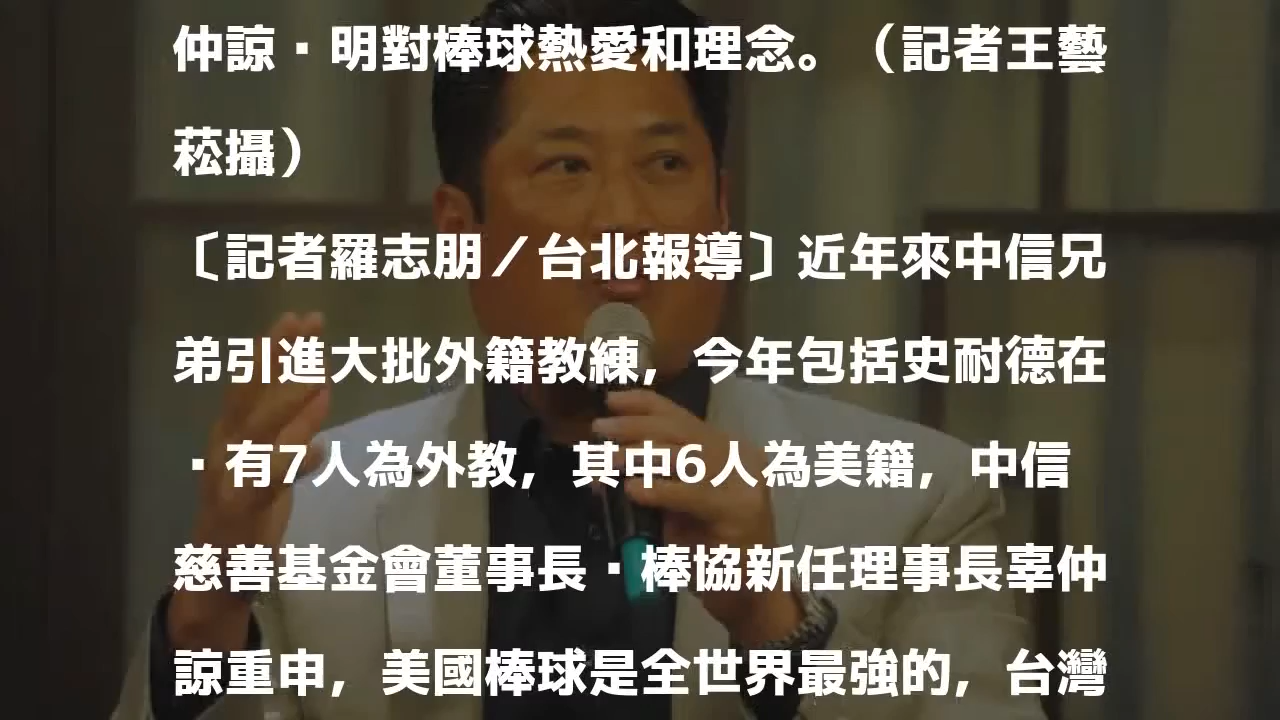 仲諒▪明對棒球熱愛和理念。（記者王藝
菘攝）
〔記者羅志朋／台北報導〕近年來中信兄
弟引進大批外籍教練，今年包括史耐德在
▪有7人為外教，其中6人為美籍，中信
慈善基金會董事長▪棒協新任理事長辜仲
諒重申，美國棒球是全世界最強的，台灣